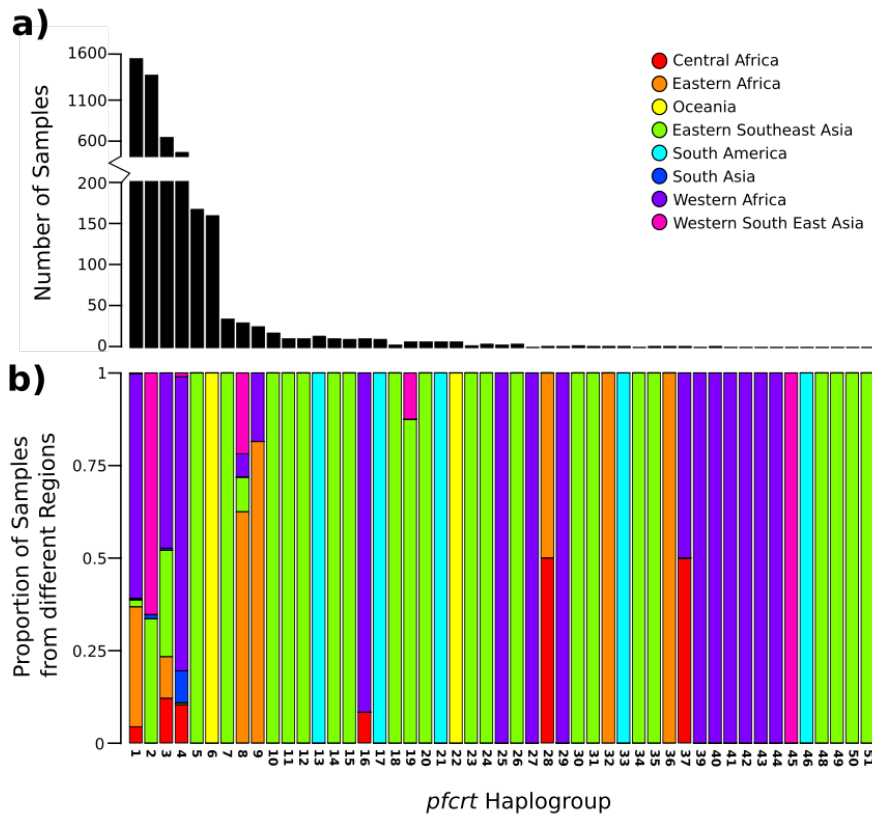 a)
Number of Samples
1600
1100
600
200
150
100
50
0
Central Africa
Eastern Africa
Oceania
Eastern Southeast Asia
South America
South Asia
Western Africa
Western South East Asia
b)
Proportion of Samples
from different Regions
1
0.75
0.5
0.25
0
1 2 3 4 5 6 7 8 9 10 11 12 13 14 15 16 17 18 19 20 21 22 23 24 25 26 27 28 29 30 31 32 33 34 35 36 37 39 40 41 42 43 44 45 46 48 49 50 51
pfcrt Haplogroup